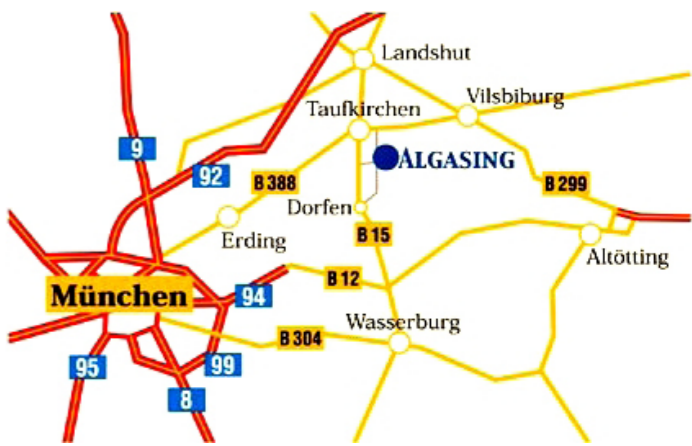 Landshut
Vilsbiburg
Taufkirchen
9
92
ALGASING
B 388
B 299
Dorfen
Erding
B 15
Altötting
B 12
München
94
Wasserburg
B 304
95
99
8